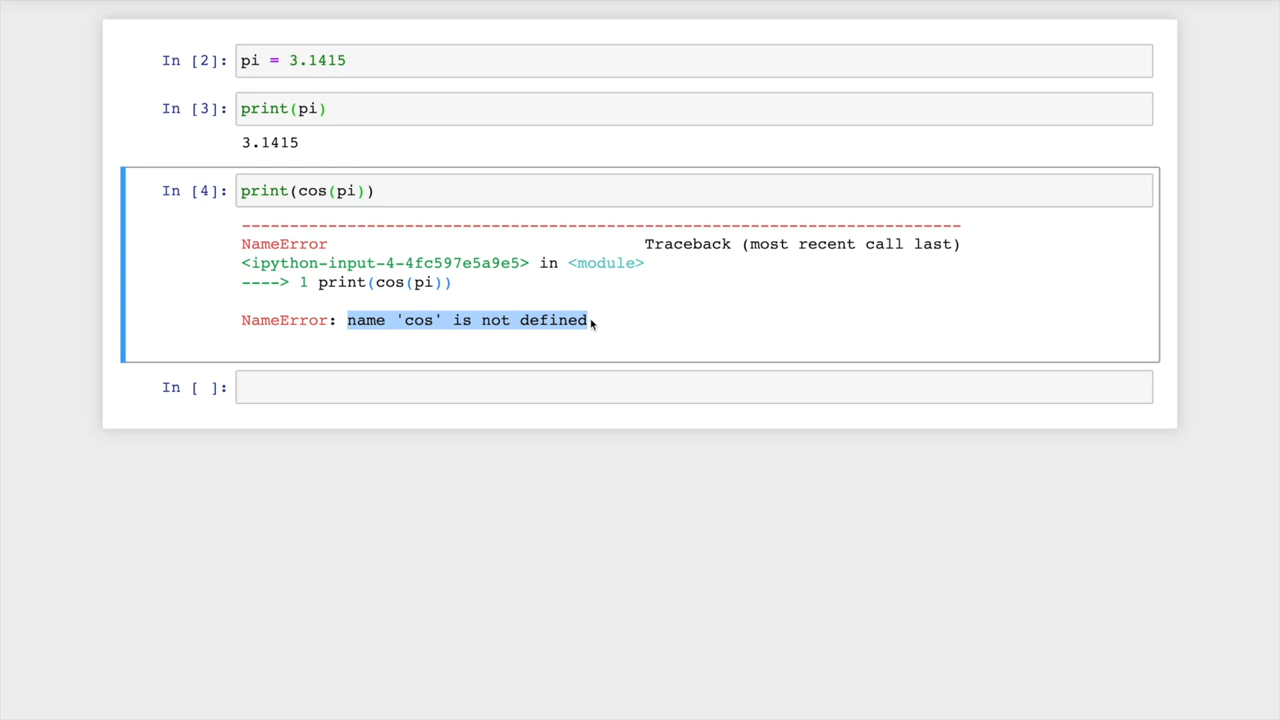 In [2]: pi = 3.1415
In [3]: print(pi)
3.1415
In [4]: print(cos(pi))
---------------------------------------------------------------------------
NameError                                 Traceback (most recent call last)
<ipython-input-4-4fc597e5a9e5> in <module>
----> 1 print(cos(pi))
NameError: name 'cos' is not defined
In [ ]: